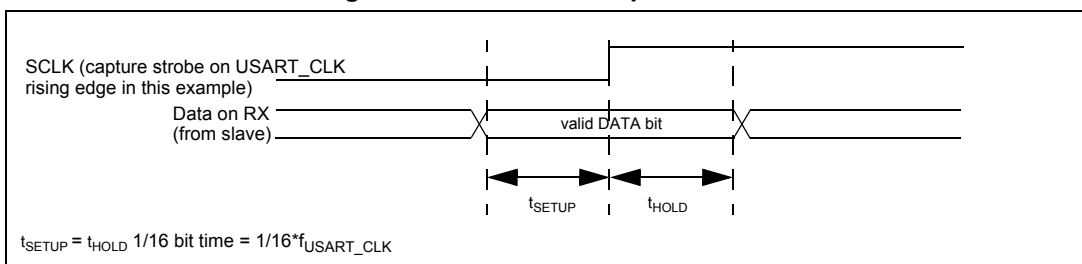 SCLK (capture strobe on USART_CLK
rising edge in this example)
Data on RX
(from slave)
valid DATA bit
tSETUP tHOLD
tSETUP = tHOLD 1/16 bit time = 1/16*fUSART_CLK